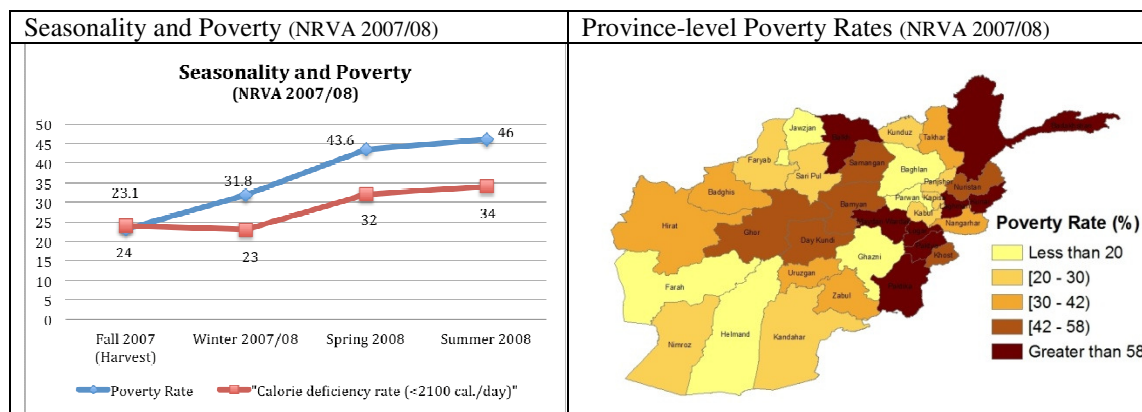 Seasonality and Poverty (NRVA 2007/08)
Province-level Poverty Rates (NRVA 2007/08)
Seasonality and Poverty
(NRVA 2007/08)
50
45
40
35
30
25
20
15
10
5
0
23.1
31.8
43.6
46
24
23
32
34
Fall 2007
(Harvest)
Winter 2007/08
Spring 2008
Summer 2008
Poverty Rate
"Calorie deficiency rate (<2100 cal./day)"
Jawzjan
Kunduz
Takhar
Faryab
Sari Pul
Samangan
Baghlan
Badghis
Panjshir
Nuristan
Bamyan
Parwan
Kapisa
Kabul
Nangarhar
Hirat
Ghor
Day Kundi
Ghazni
Khost
Uruzgan
Farah
Zabul
Nimroz
Helmand
Kandahar
Poverty Rate (%)
Less than 20
[20 - 30)
[30 - 42)
[42 - 58)
Greater than 58